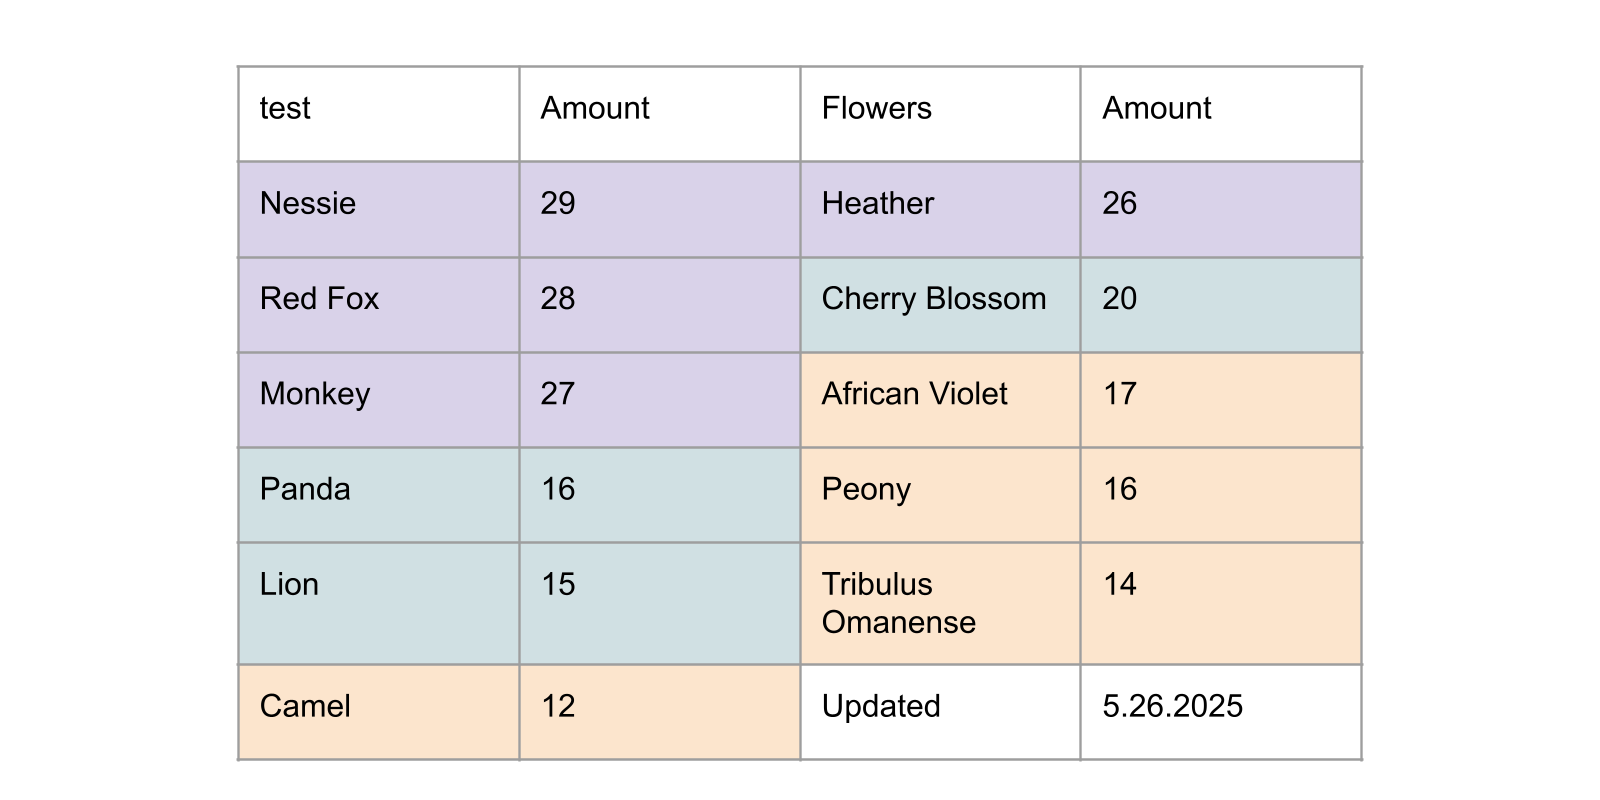 test Amount Flowers Amount
Nessie 29 Heather 26
Red Fox 28 Cherry Blossom 20
Monkey 27 African Violet 17
Panda 16 Peony 16
Lion 15 Tribulus 14
Omanense
Camel 12 Updated 5.26.2025